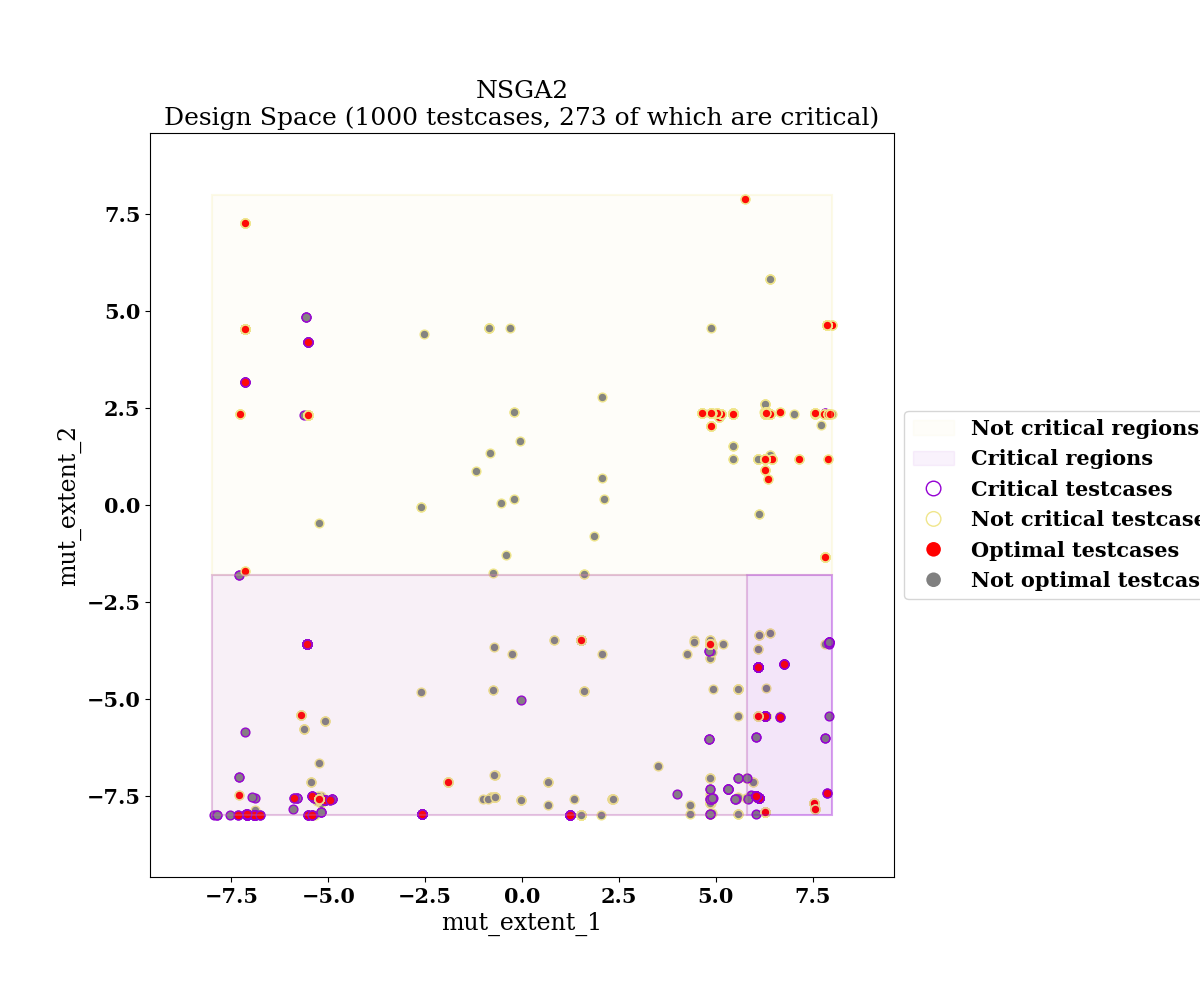 NSGA2
Design Space (1000 testcases, 273 of which are critical)
7.5
5.0
2.5
0.0
−2.5
−5.0
−7.5
mut_extent_2
−7.5 −5.0 −2.5 0.0 2.5 5.0 7.5
mut_extent_1
Not critical regions
Critical regions
Critical testcases
Not critical testcase
Optimal testcases
Not optimal testcas